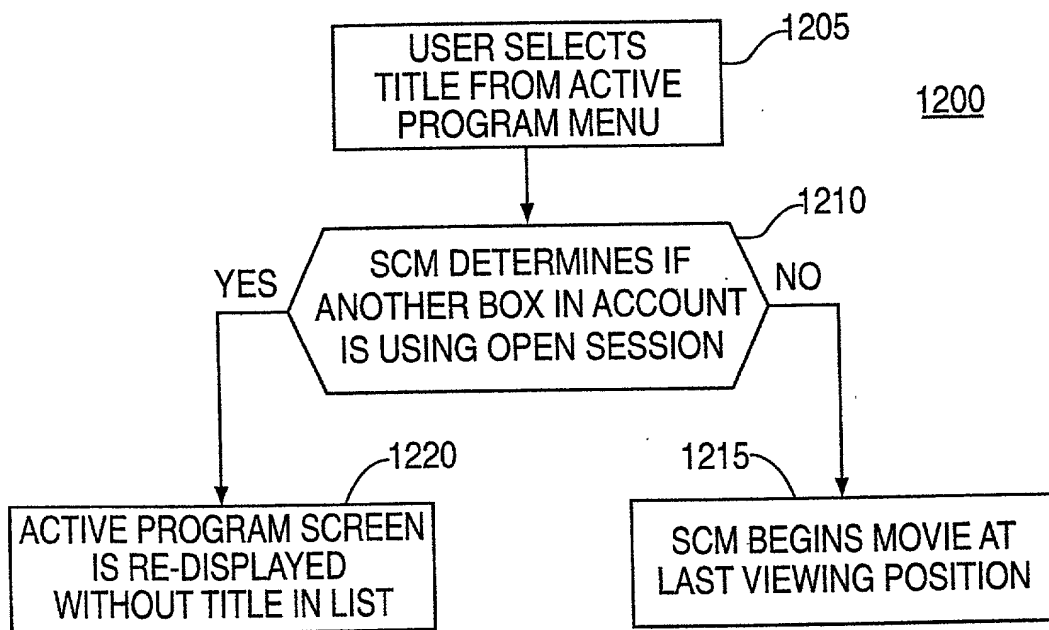 USER SELECTS
TITLE FROM ACTIVE
PROGRAM MENU
1205
1200
1210
SCM DETERMINES IF
ANOTHER BOX IN ACCOUNT
IS USING OPEN SESSION
YES
NO
1220
ACTIVE PROGRAM SCREEN
IS RE-DISPLAYED
WITHOUT TITLE IN LIST
1215
SCM BEGINS MOVIE AT
LAST VIEWING POSITION